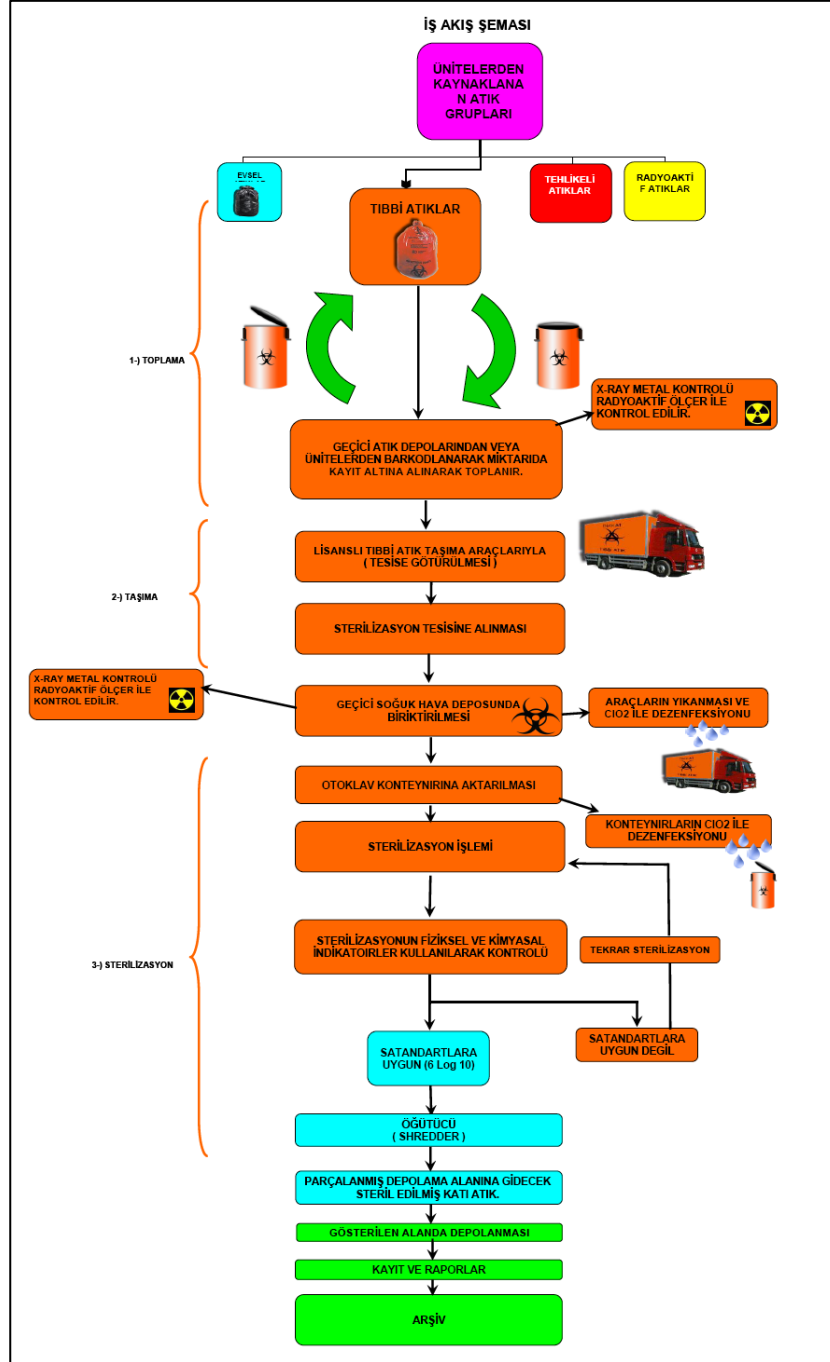 İŞ AKIŞ ŞEMASI
ÜNİTELERDEN
KAYNAKLANA
N ATIK
GRUPLARI
EVSEL
TEHLİKELİ
ATIKLAR
RADYOAKTİ
F ATIKLAR
TIBBİ ATIKLAR
1-) TOPLAMA
X-RAY METAL KONTROLÜ
RADYOAKTİF ÖLÇER İLE
KONTROL EDİLİR.
GEÇİCİ ATIK DEPOLARINDAN VEYA
ÜNİTELERDEN BARKODLANARAK MİKTARIDA
KAYIT ALTINA ALINARAK TOPLANIR.
LİSANSLI TIBBİ ATIK TAŞIMA ARAÇLARIYLA
( TESİSE GÖTÜRÜLMESİ )
2-) TAŞIMA
STERİLİZASYON TESİSİNE ALINMASI
X-RAY METAL KONTROLÜ
RADYOAKTİF ÖLÇER İLE
KONTROL EDİLİR.
GEÇİCİ SOĞUK HAVA DEPOSUNDA
BİRİKTİRİLMESİ
ARAÇLARIN YIKANMASI VE
ClO2 İLE DEZENFEKSİYONU
OTOKLAV KONTEYNIRINA AKTARILMASI
KONTEYNIRLARIN ClO2 İLE
DEZENFEKSİYONU
STERİLİZASYON İŞLEMİ
STERİLİZASYONUN FİZİKSEL VE KİMYASAL
İNDİKATOIRLER KULLANILARAK KONTROLÜ
TEKRAR STERİLİZASYON
3-) STERİLİZASYON
SATANDARTLARA
UYGUN (6 Log 10)
SATANDARTLARA
UYGUN DEGİL
ÖĞÜTÜCÜ
( SHREDDER )
PARÇALANMIŞ DEPOLAMA ALANINA GİDECEK
STERİL EDİLMİŞ KATI ATIK.
GÖSTERİLEN ALANDA DEPOLANMASI
KAYIT VE RAPORLAR
ARŞİV